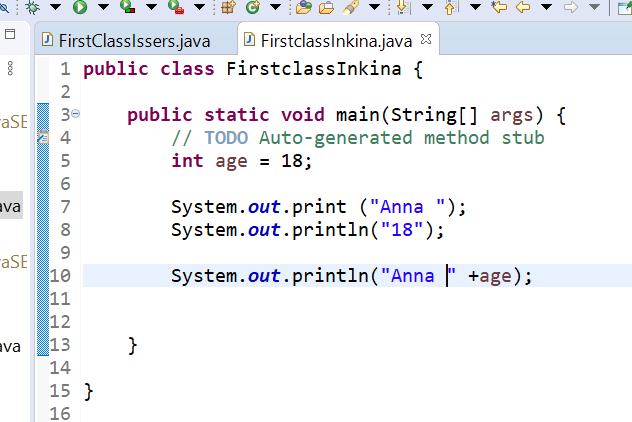 FirstClassIssers.java
FirstclassInkina.java
1 public class FirstclassInkina {
2
3 public static void main(String[] args) {
4 // TODO Auto-generated method stub
5 int age = 18;
6
7 System.out.print ("Anna ");
8 System.out.println("18");
9
10 System.out.println("Anna " +age);
11
12
13 }
14
15 }
16
vaSE
ava
vaSE
ava